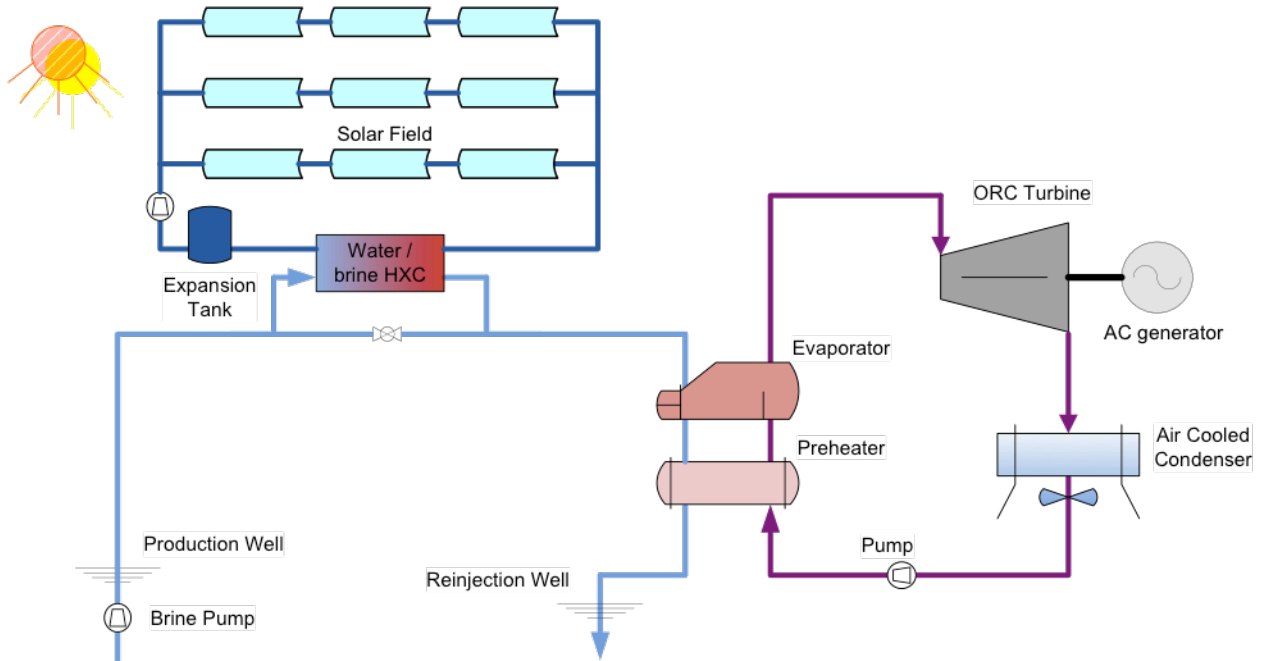 Solar Field
ORC Turbine
Water /
brine HXC
Expansion
Tank
AC generator
Evaporator
Preheater
Air Cooled
Condenser
Production Well
Pump
Reinjection Well
Brine Pump